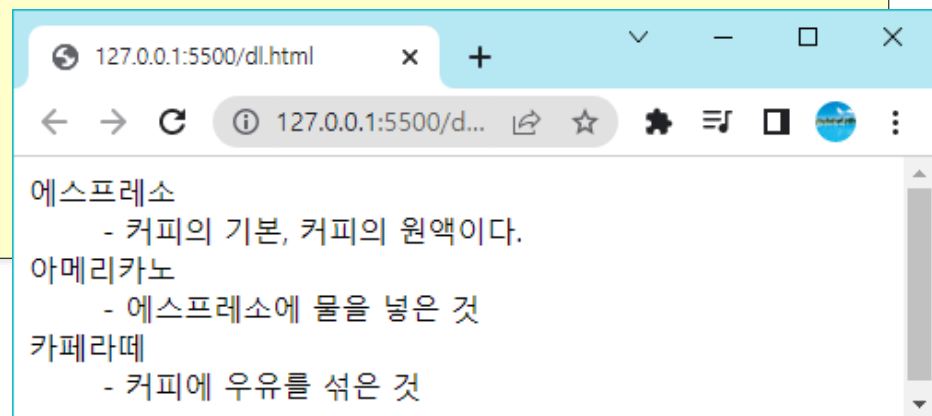 127.0.0.1:5500/dl.html
127.0.0.1:5500/d...
에스프레소
- 커피의 기본, 커피의 원액이다.
아메리카노
- 에스프레소에 물을 넣은 것
카페라떼
- 커피에 우유를 섞은 것